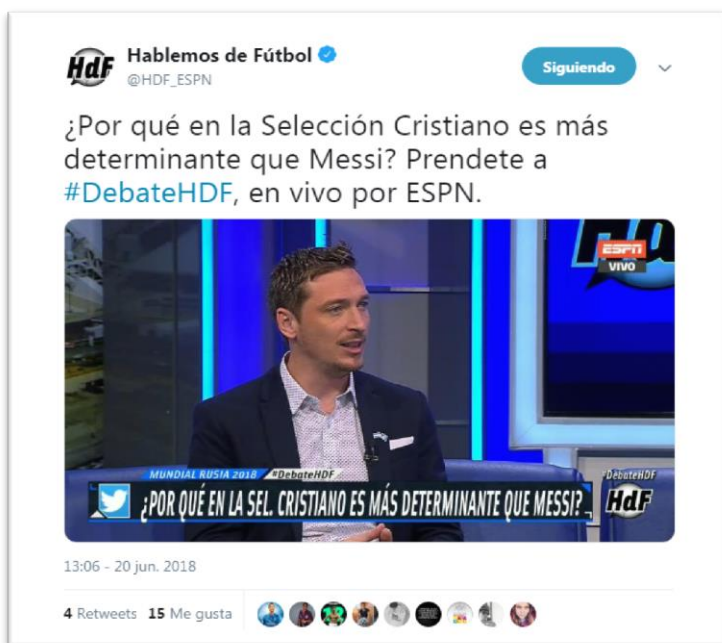 HdF
Hablemos de Fútbol
@HDF_ESPN
Siguiendo
¿Por qué en la Selección Cristiano es más
determinante que Messi? Prendete a
#DebateHDF, en vivo por ESPN.
HdF
ESPN
VIVO
MUNDIAL RUSIA 2018 #DebateHDF
#DebateHDF
¿POR QUÉ EN LA SEL. CRISTIANO ES MÁS DETERMINANTE QUE MESSI?
HdF
13:06 - 20 jun. 2018
4 Retweets 15 Me gusta